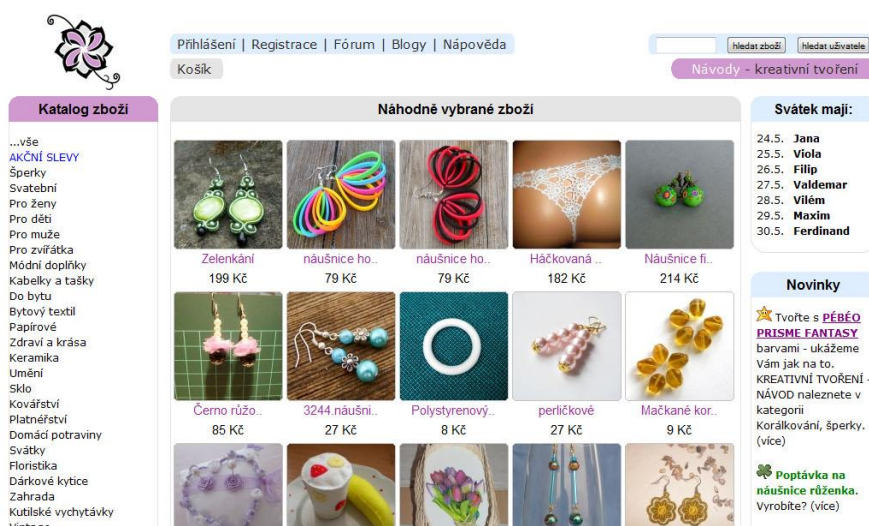 Přihlášení | Registrace | Fórum | Blogy | Nápověda
hledat zboží
hledat uživatele
Košík
Návody - kreativní tvoření
Katalog zboží
...vše
AKČNÍ SLEVY
Šperky
Svatební
Pro ženy
Pro děti
Pro muže
Pro zvířátka
Módní doplňky
Kabelky a tašky
Do bytu
Bytový textil
Papírové
Zdraví a krása
Keramika
Umění
Sklo
Kovářství
Platnéřství
Domácí potraviny
Svátky
Floristika
Dárkové kytice
Zahrada
Kutilské vychytávky
Vintage
Náhodně vybrané zboží
Zelenkání
náušnice ho..
náušnice ho..
Háčkovaná ..
Náušnice fi..
199 Kč
79 Kč
79 Kč
182 Kč
214 Kč
Černo růžo..
3244.náušni..
Polystyrenový..
perličkové
Mačkané kor..
85 Kč
27 Kč
8 Kč
27 Kč
9 Kč
Svátek mají:
24.5. Jana
25.5. Viola
26.5. Filip
27.5. Valdemar
28.5. Vilém
29.5. Maxim
30.5. Ferdinand
Novinky
Tvořte s PÉBÉO
PRISME FANTASY
barvami - ukážeme
Vám jak na to.
KREATIVNÍ TVOŘENÍ -
NÁVOD naleznete v
kategorii
Korálkování, šperky.
(více)
Poptávka na
náušnice růženka.
Vyrobíte? (více)